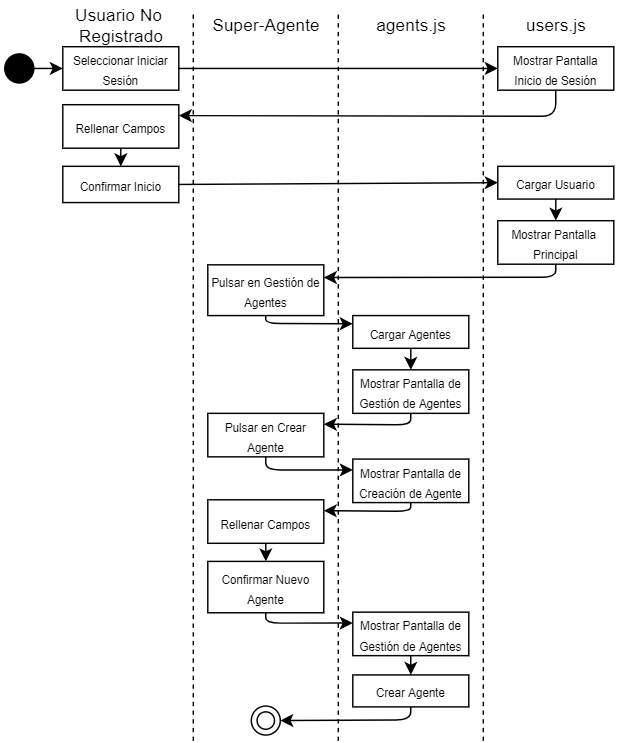 Usuario No
Registrado
Super-Agente
agents.js
users.js
Seleccionar Iniciar
Sesión
Mostrar Pantalla
Inicio de Sesión
Rellenar Campos
Confirmar Inicio
Cargar Usuario
Mostrar Pantalla
Principal
Pulsar en Gestión de
Agentes
Cargar Agentes
Mostrar Pantalla de
Gestión de Agentes
Pulsar en Crear
Agente
Mostrar Pantalla de
Creación de Agente
Rellenar Campos
Confirmar Nuevo
Agente
Mostrar Pantalla de
Gestión de Agentes
Crear Agente